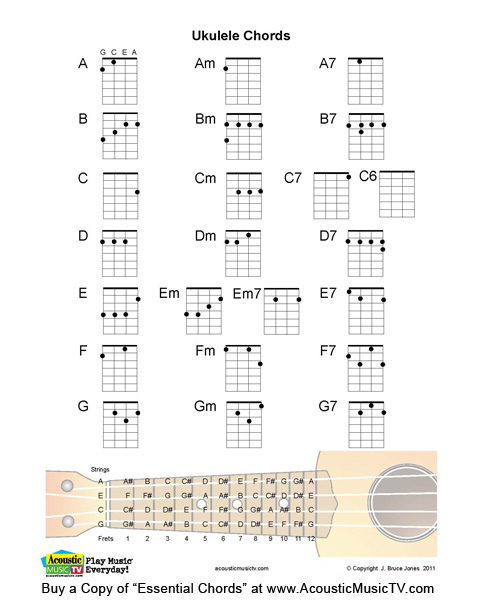 Ukulele Chords
G C E A
A Am A7
B Bm B7
C Cm C7 C6
D Dm D7
E Em Em7 E7
F Fm F7
G Gm G7
Strings
A A# B C C# D D# E F F# G G# A
E F F# G G# A A# B C C# D D# E
C C# D D# E F F# G G# A A# B C
G G# A A# B C C# D D# E F F# G
Frets 1 2 3 4 5 6 7 8 9 10 11 12
Acoustic MUSIC TV Play Music Everyday!
acousticmusictv.com
acousticmusictv.com
© Copyright J. Bruce Jones 2011
Buy a Copy of “Essential Chords” at www.AcousticMusicTV.com